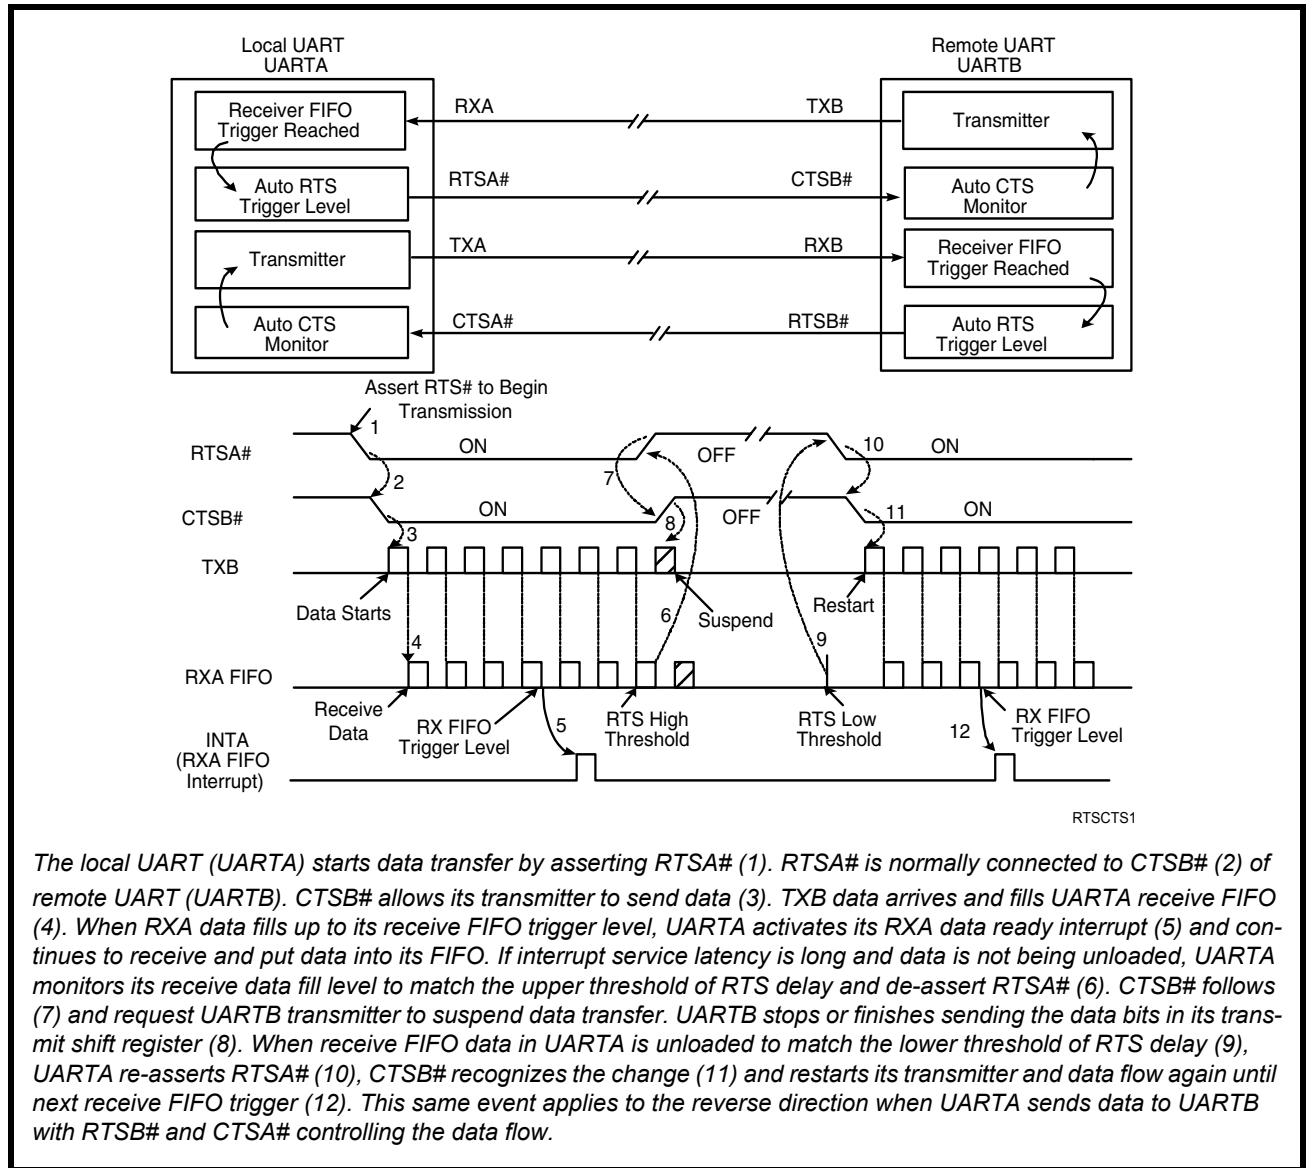 Local UART
UARTA
Remote UART
UARTB
Receiver FIFO
Trigger Reached
RXA
TXB
Transmitter
Auto RTS
Trigger Level
RTSA#
CTSB#
Auto CTS
Monitor
Transmitter
TXA
RXB
Receiver FIFO
Trigger Reached
Auto CTS
Monitor
CTSA#
RTSB#
Auto RTS
Trigger Level
Assert RTS# to Begin
Transmission
1
RTSA#
ON
OFF
10
ON
2
7
CTSB#
ON
8
OFF
11
ON
3
TXB
Data Starts
6
Suspend
Restart
4
9
RXA FIFO
Receive
Data
RX FIFO
Trigger Level
5
RTS High
Threshold
RTS Low
Threshold
12
RX FIFO
Trigger Level
INTA
(RXA FIFO
Interrupt)
RTSCTS1
The local UART (UARTA) starts data transfer by asserting RTSA# (1). RTSA# is normally connected to CTSB# (2) of
remote UART (UARTB). CTSB# allows its transmitter to send data (3). TXB data arrives and fills UARTA receive FIFO
(4). When RXA data fills up to its receive FIFO trigger level, UARTA activates its RXA data ready interrupt (5) and con-
tinues to receive and put data into its FIFO. If interrupt service latency is long and data is not being unloaded, UARTA
monitors its receive data fill level to match the upper threshold of RTS delay and de-assert RTSA# (6). CTSB# follows
(7) and request UARTB transmitter to suspend data transfer. UARTB stops or finishes sending the data bits in its trans-
mit shift register (8). When receive FIFO data in UARTA is unloaded to match the lower threshold of RTS delay (9),
UARTA re-asserts RTSA# (10), CTSB# recognizes the change (11) and restarts its transmitter and data flow again until
next receive FIFO trigger (12). This same event applies to the reverse direction when UARTA sends data to UARTB
with RTSB# and CTSA# controlling the data flow.